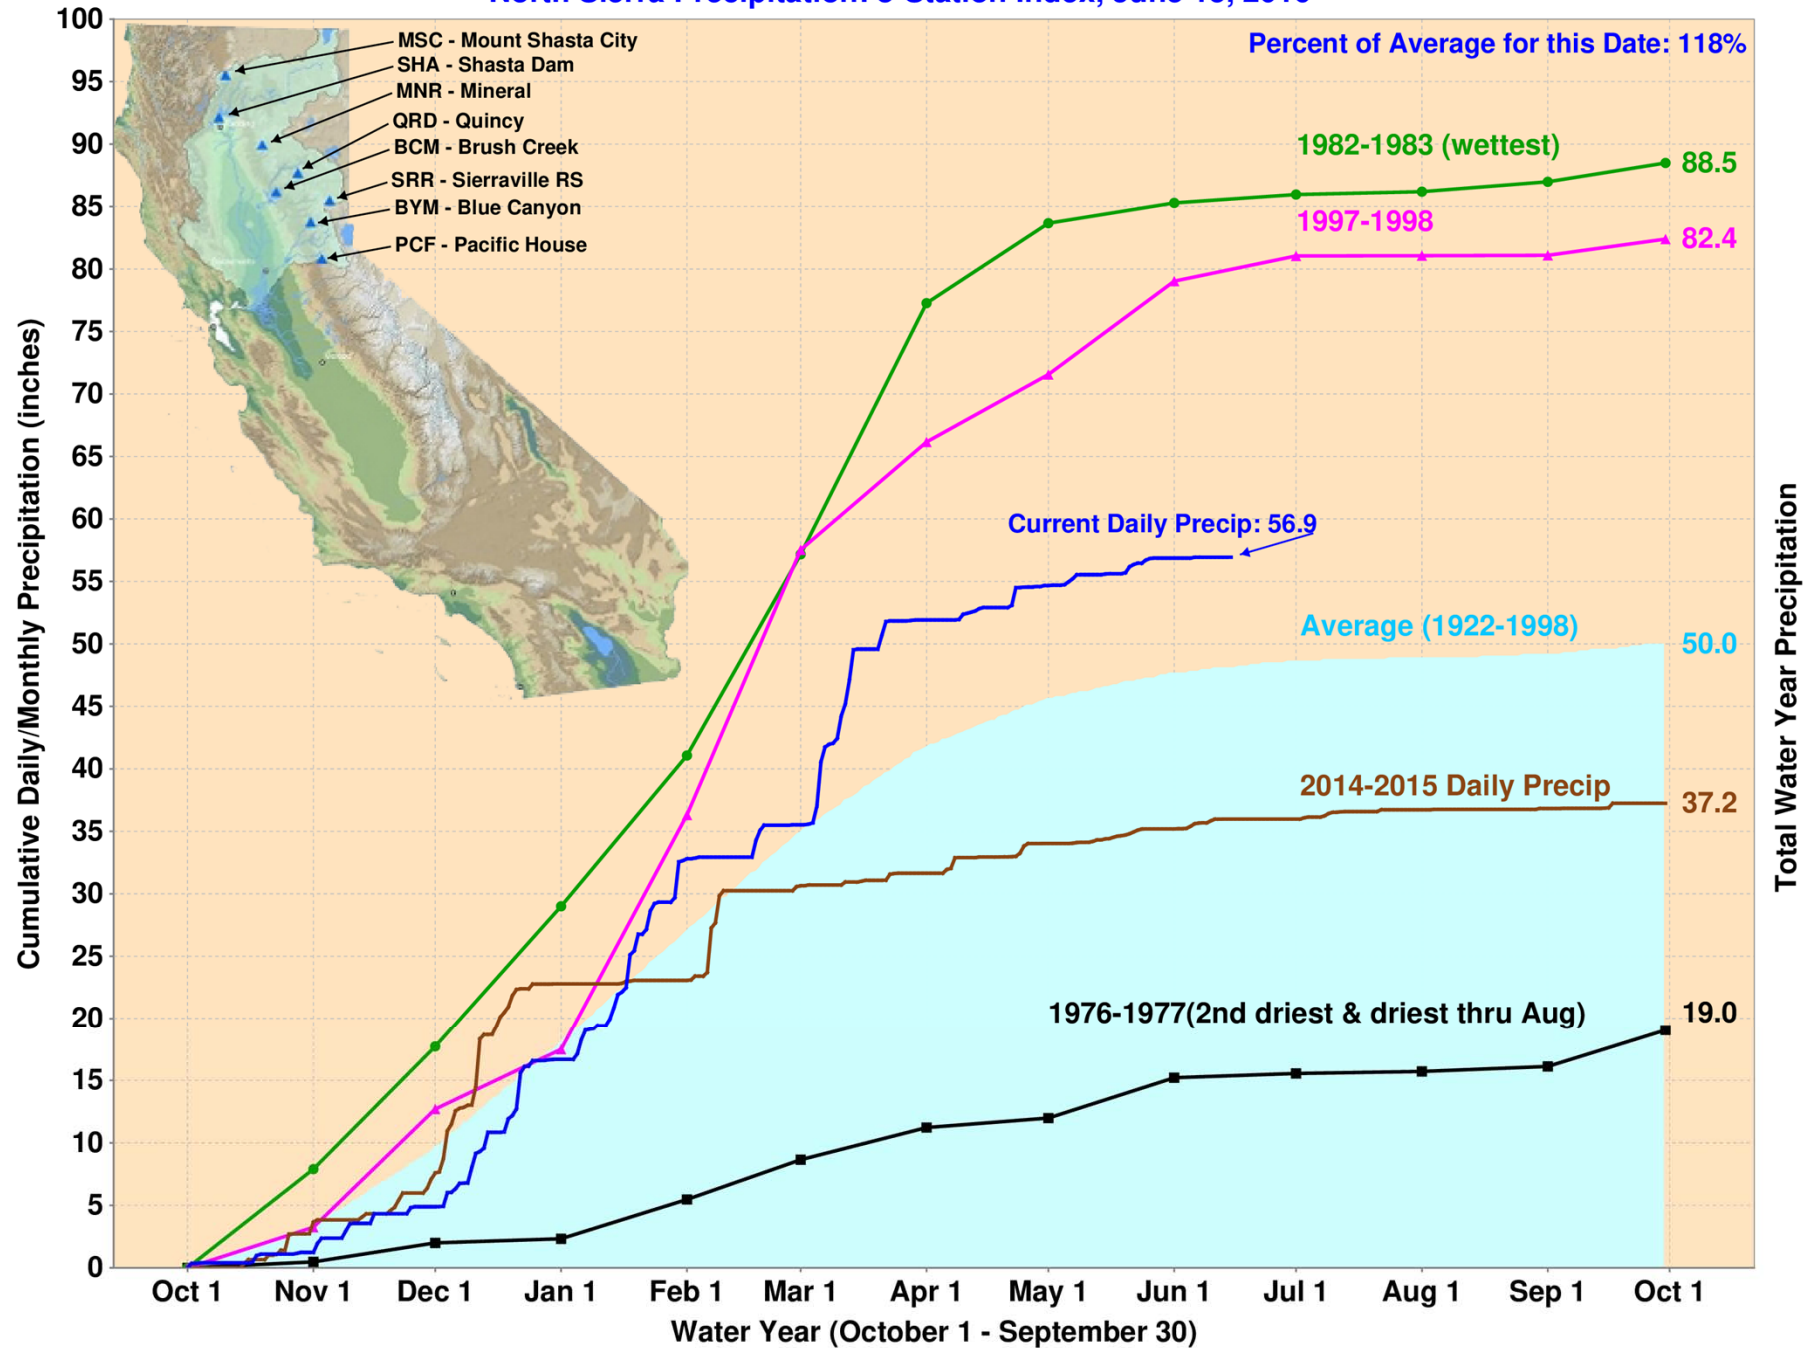 Percent of Average for this Date: 118%
MSC - Mount Shasta City
SHA - Shasta Dam
MNR - Mineral
QRD - Quincy
BCM - Brush Creek
SRR - Sierraville RS
BYM - Blue Canyon
PCF - Pacific House
1982-1983 (wettest)
88.5
1997-1998
82.4
Current Daily Precip: 56.9
Average (1922-1998)
50.0
2014-2015 Daily Precip
37.2
1976-1977(2nd driest & driest thru Aug)
19.0
Cumulative Daily/Monthly Precipitation (inches)
Total Water Year Precipitation
100
95
90
85
80
75
70
65
60
55
50
45
40
35
30
25
20
15
10
5
0
Oct 1 Nov 1 Dec 1 Jan 1 Feb 1 Mar 1 Apr 1 May 1 Jun 1 Jul 1 Aug 1 Sep 1 Oct 1
Water Year (October 1 - September 30)